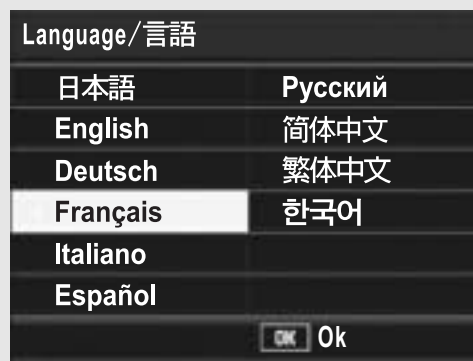 Language/言語
日本語
English
Deutsch
Français
Italiano
Español
Русский
简体中文
繁体中文
한국어
OK Ok